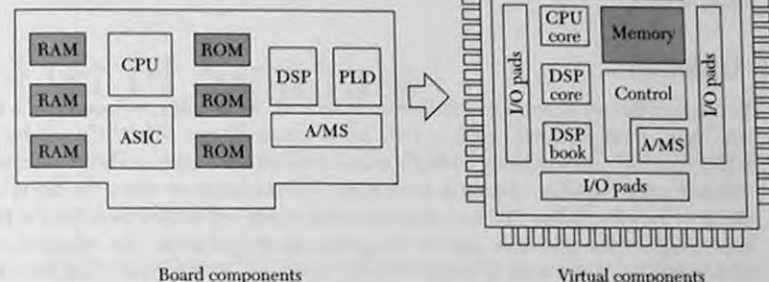 RAM
RAM
RAM
CPU
ASIC
ROM
ROM
ROM
DSP
PLD
A/MS
Board components
I/O pads
CPU
core
DSP
core
DSP
book
Memory
Control
A/MS
I/O pads
I/O pads
Virtual components